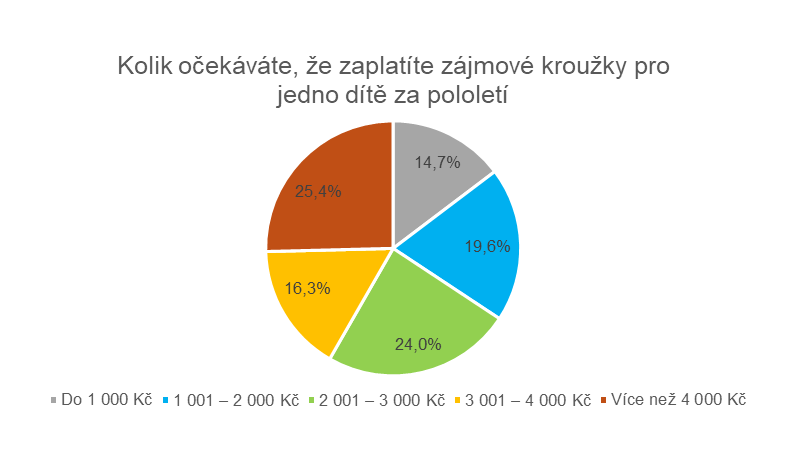 Kolik očekáváte, že zaplatíte zájmové kroužky pro
jedno dítě za pololetí
14,7%
25,4%
19,6%
16,3%
24,0%
Do 1 000 Kč 1 001 – 2 000 Kč 2 001 – 3 000 Kč 3 001 – 4 000 Kč Více než 4 000 Kč